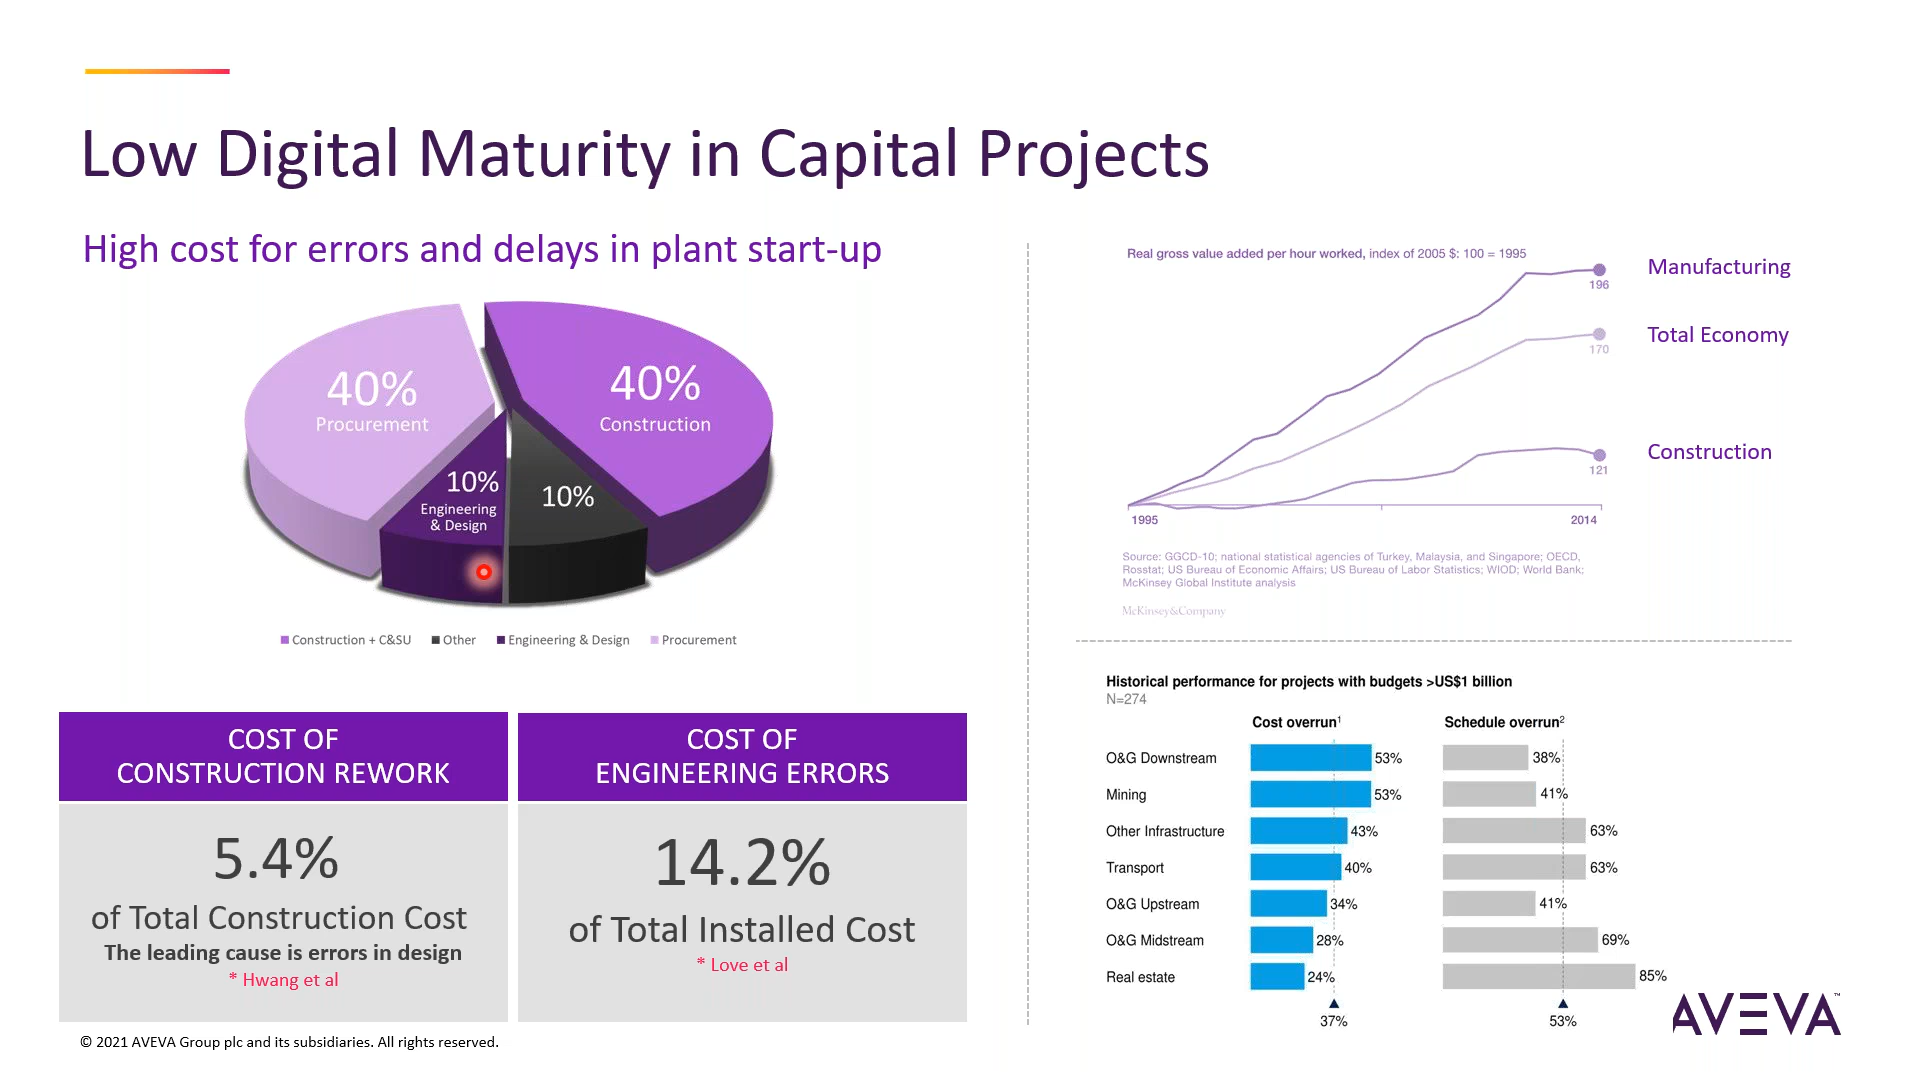 Low Digital Maturity in Capital Projects
High cost for errors and delays in plant start-up
40%
Procurement
40%
Construction
10%
Engineering
& Design
10%
Construction + C&SU
Other
Engineering & Design
Procurement
COST OF
CONSTRUCTION REWORK
5.4%
of Total Construction Cost
The leading cause is errors in design
* Hwang et al
COST OF
ENGINEERING ERRORS
14.2%
of Total Installed Cost
* Love et al
Real gross value added per hour worked, index of 2005 $: 100 = 1995
196
Manufacturing
170
Total Economy
121
Construction
1995
2014
Source: GGCD-10; national statistical agencies of Turkey, Malaysia, and Singapore; OECD,
Rosstat; US Bureau of Economic Affairs; US Bureau of Labor Statistics; WIOD; World Bank;
McKinsey Global Institute analysis
McKinsey&Company
Historical performance for projects with budgets >US$1 billion
N=274
Cost overrun¹
Schedule overrun²
O&G Downstream 53% 38%
Mining 53% 41%
Other Infrastructure 43% 63%
Transport 40% 63%
O&G Upstream 34% 41%
O&G Midstream 28% 69%
Real estate 24% 85%
37%
53%
AVEVA™
© 2021 AVEVA Group plc and its subsidiaries. All rights reserved.